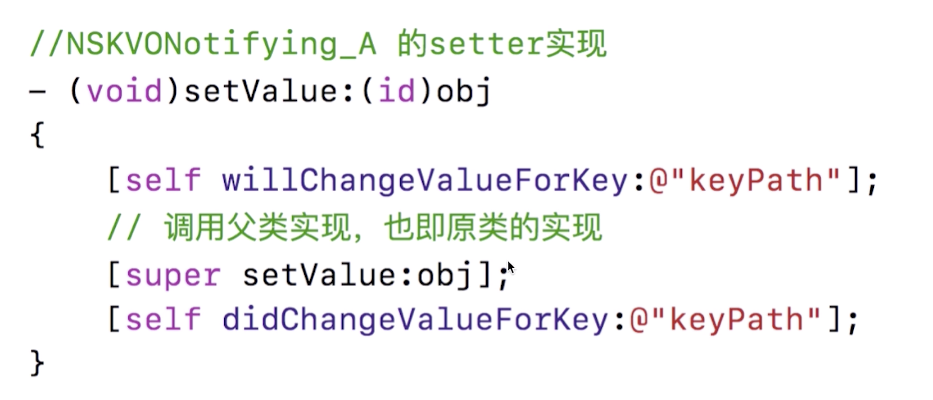 //NSKVONotifying_A 的setter实现
- (void)setValue:(id)obj
{
    [self willChangeValueForKey:@"keyPath"];
    // 调用父类实现，也即原类的实现
    [super setValue:obj];
    [self didChangeValueForKey:@"keyPath"];
}